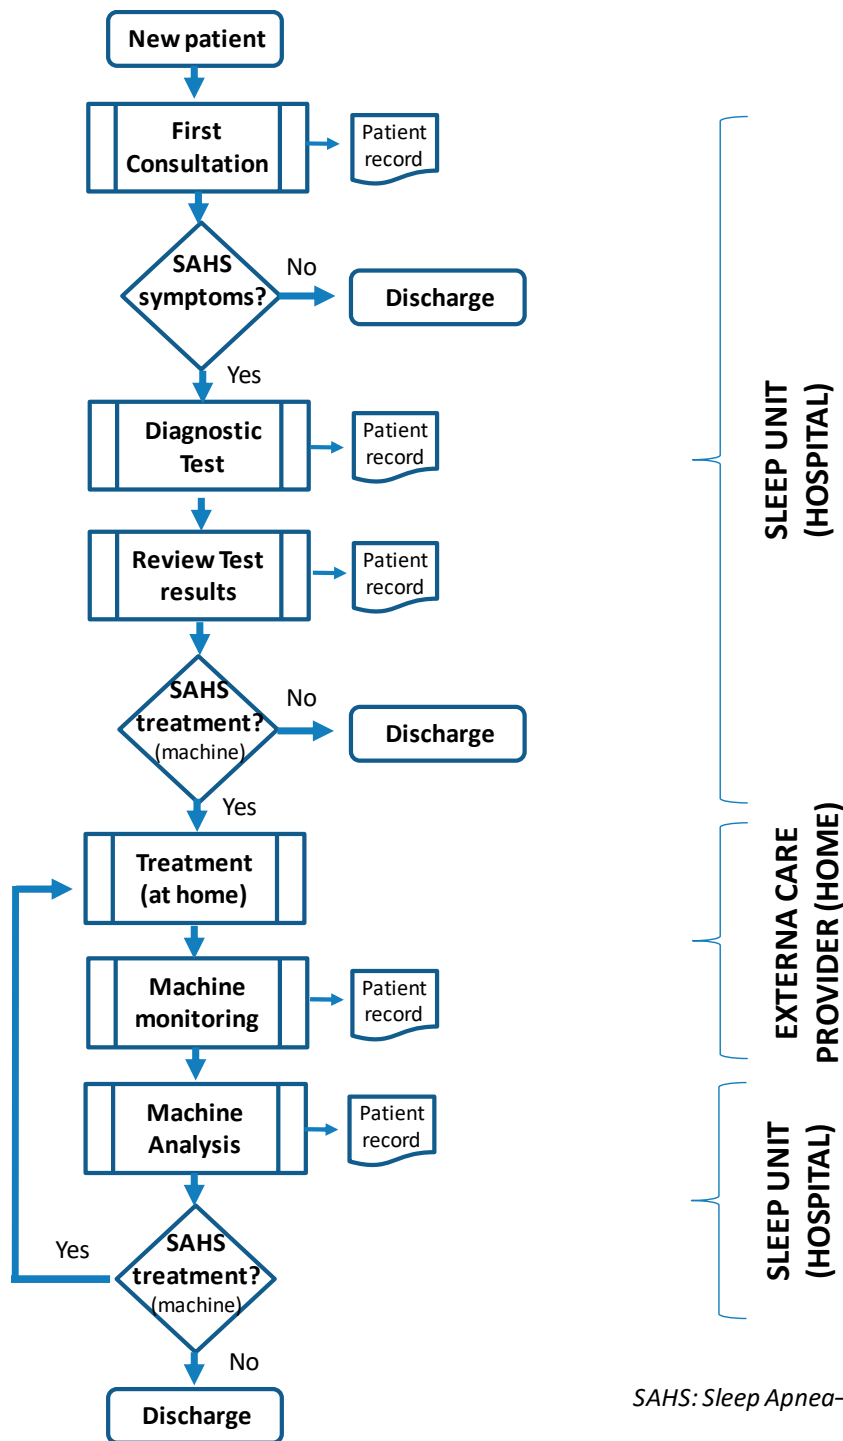 New patient
First
Consultation
Patient
record
SAHS
symptoms?
No
Discharge
Yes
Diagnostic
Test
Patient
record
Review Test
results
Patient
record
SAHS
treatment?
(machine)
No
Discharge
Yes
Treatment
(at home)
Machine
monitoring
Patient
record
Machine
Analysis
Patient
record
SAHS
treatment?
(machine)
Yes
No
Discharge
SLEEP UNIT
(HOSPITAL)
EXTERNA CARE
PROVIDER (HOME)
SLEEP UNIT
(HOSPITAL)
SAHS: Sleep Apnea–